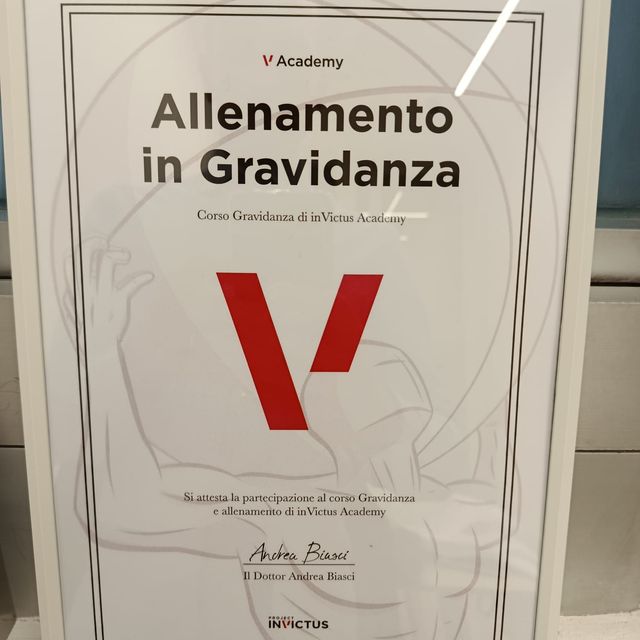 V Academy
Allenamento
in Gravidanza
Corso Gravidanza di inVictus Academy
Si attesta la partecipazione al corso Gravidanza
e allenamento di inVictus Academy
Andrea Biasci
Il Dottor Andrea Biasci
PROJECT
INVICTUS